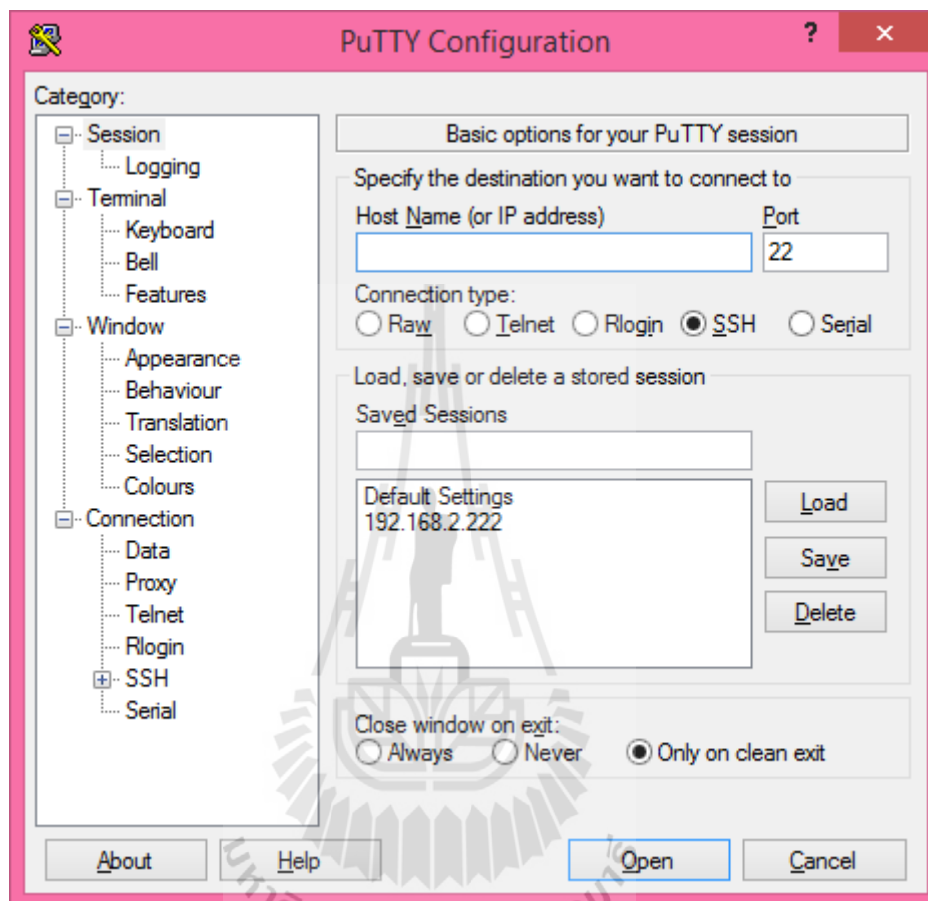 PuTTY Configuration
?
Category:
Session
Logging
Terminal
Keyboard
Bell
Features
Window
Appearance
Behaviour
Translation
Selection
Colours
Connection
Data
Proxy
Telnet
Rlogin
SSH
Serial
Basic options for your PuTTY session
Specify the destination you want to connect to
Host Name (or IP address) Port
22
Connection type:
Raw Telnet Rlogin SSH Serial
Load, save or delete a stored session
Saved Sessions
Default Settings
192.168.2.222
Load
Save
Delete
Close window on exit:
Always Never Only on clean exit
About Help Open Cancel